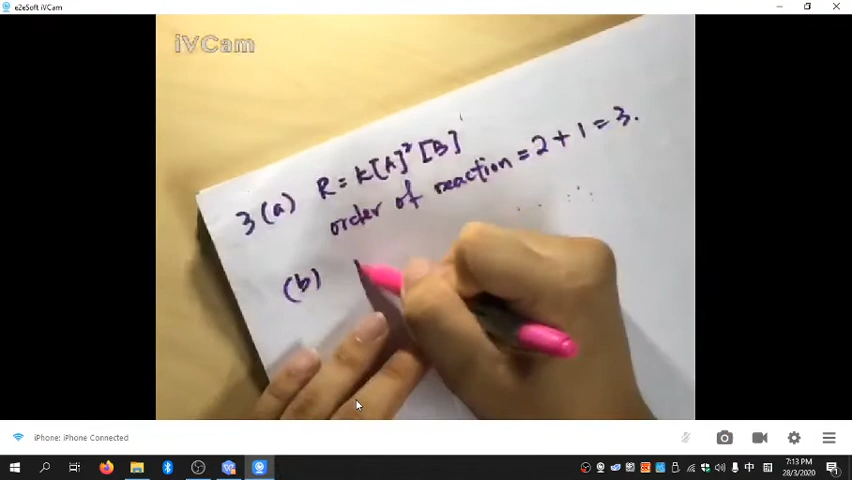 e2eSoft iVCam
iVCam
3(a) R = K[A]²[B]
order of reaction = 2 + 1 = 3.
(b)
iPhone: iPhone Connected
中
7:13 PM
28/3/2020